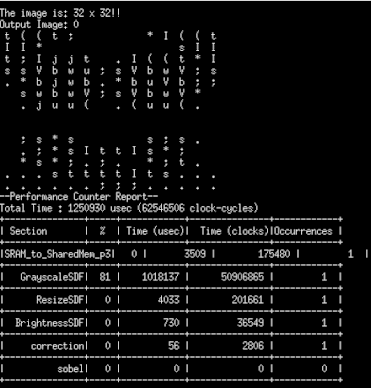 The image is: 32 x 32!!
Output Image: 0
t ( ( t ; * I ( ( t
I I * s I I
t ; I j j t . I ( ( t * I
s s Y b w u ; s Y b w Y ; s
. * b j w b . * b u b b ; ;
s w b w Y ; s Y b w Y *
. j u u ( . ( u u ( .
; s * s s ; s .
. ; * s I t t I s * ;
* s * ; . . ; * ; t .
. . . s t t t t I t s . .
--Performance Counter Report--
Total Time : 1250930 usec (62546506 clock-cycles)
+---------------+-----+-----------+---------------+-----------+
| Section | % | Time (usec)| Time (clocks)|Occurrences |
|SRAM_to_SharedMem_p3| 0 | 3509 | 175480 | 1 |
| GrayscaleSDF| 81 | 1018137 | 50906865 | 1 |
| ResizeSDF| 0 | 4033 | 201661 | 1 |
| BrightnessSDF| 0 | 730 | 36549 | 1 |
| correction| 0 | 56 | 2806 | 1 |
| sobel| 0 | 0 | 0 | 0 |